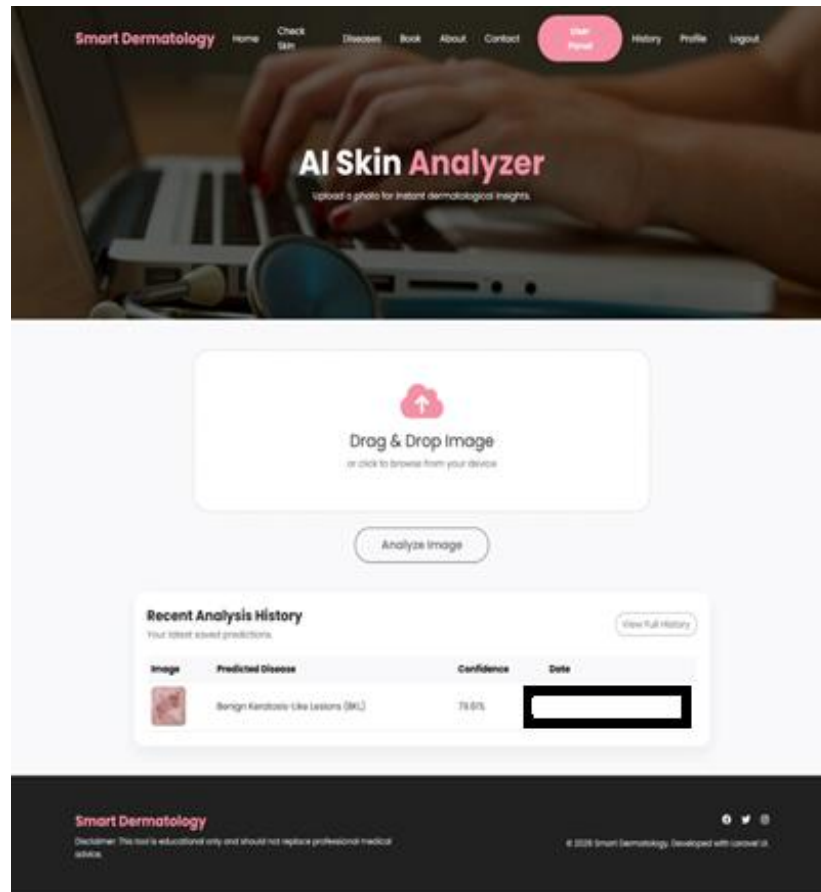 Smart Dermatology Home Check Skin Diseases Book About Contact User Panel History Profile Logout
AI Skin Analyzer
Upload a photo for instant dermatological insights.
Drag & Drop Image
or click to browse from your device
Analyze Image
Recent Analysis History
Your latest saved predictions.
View Full History
Image Predicted Disease Confidence Date
Benign Keratosis-Like Lesions (BKL)
Smart Dermatology
Disclaimer: This tool is educational only and should not replace professional medical
advice.
© 2026 Smart Dermatology. Developed with Laravel UI.